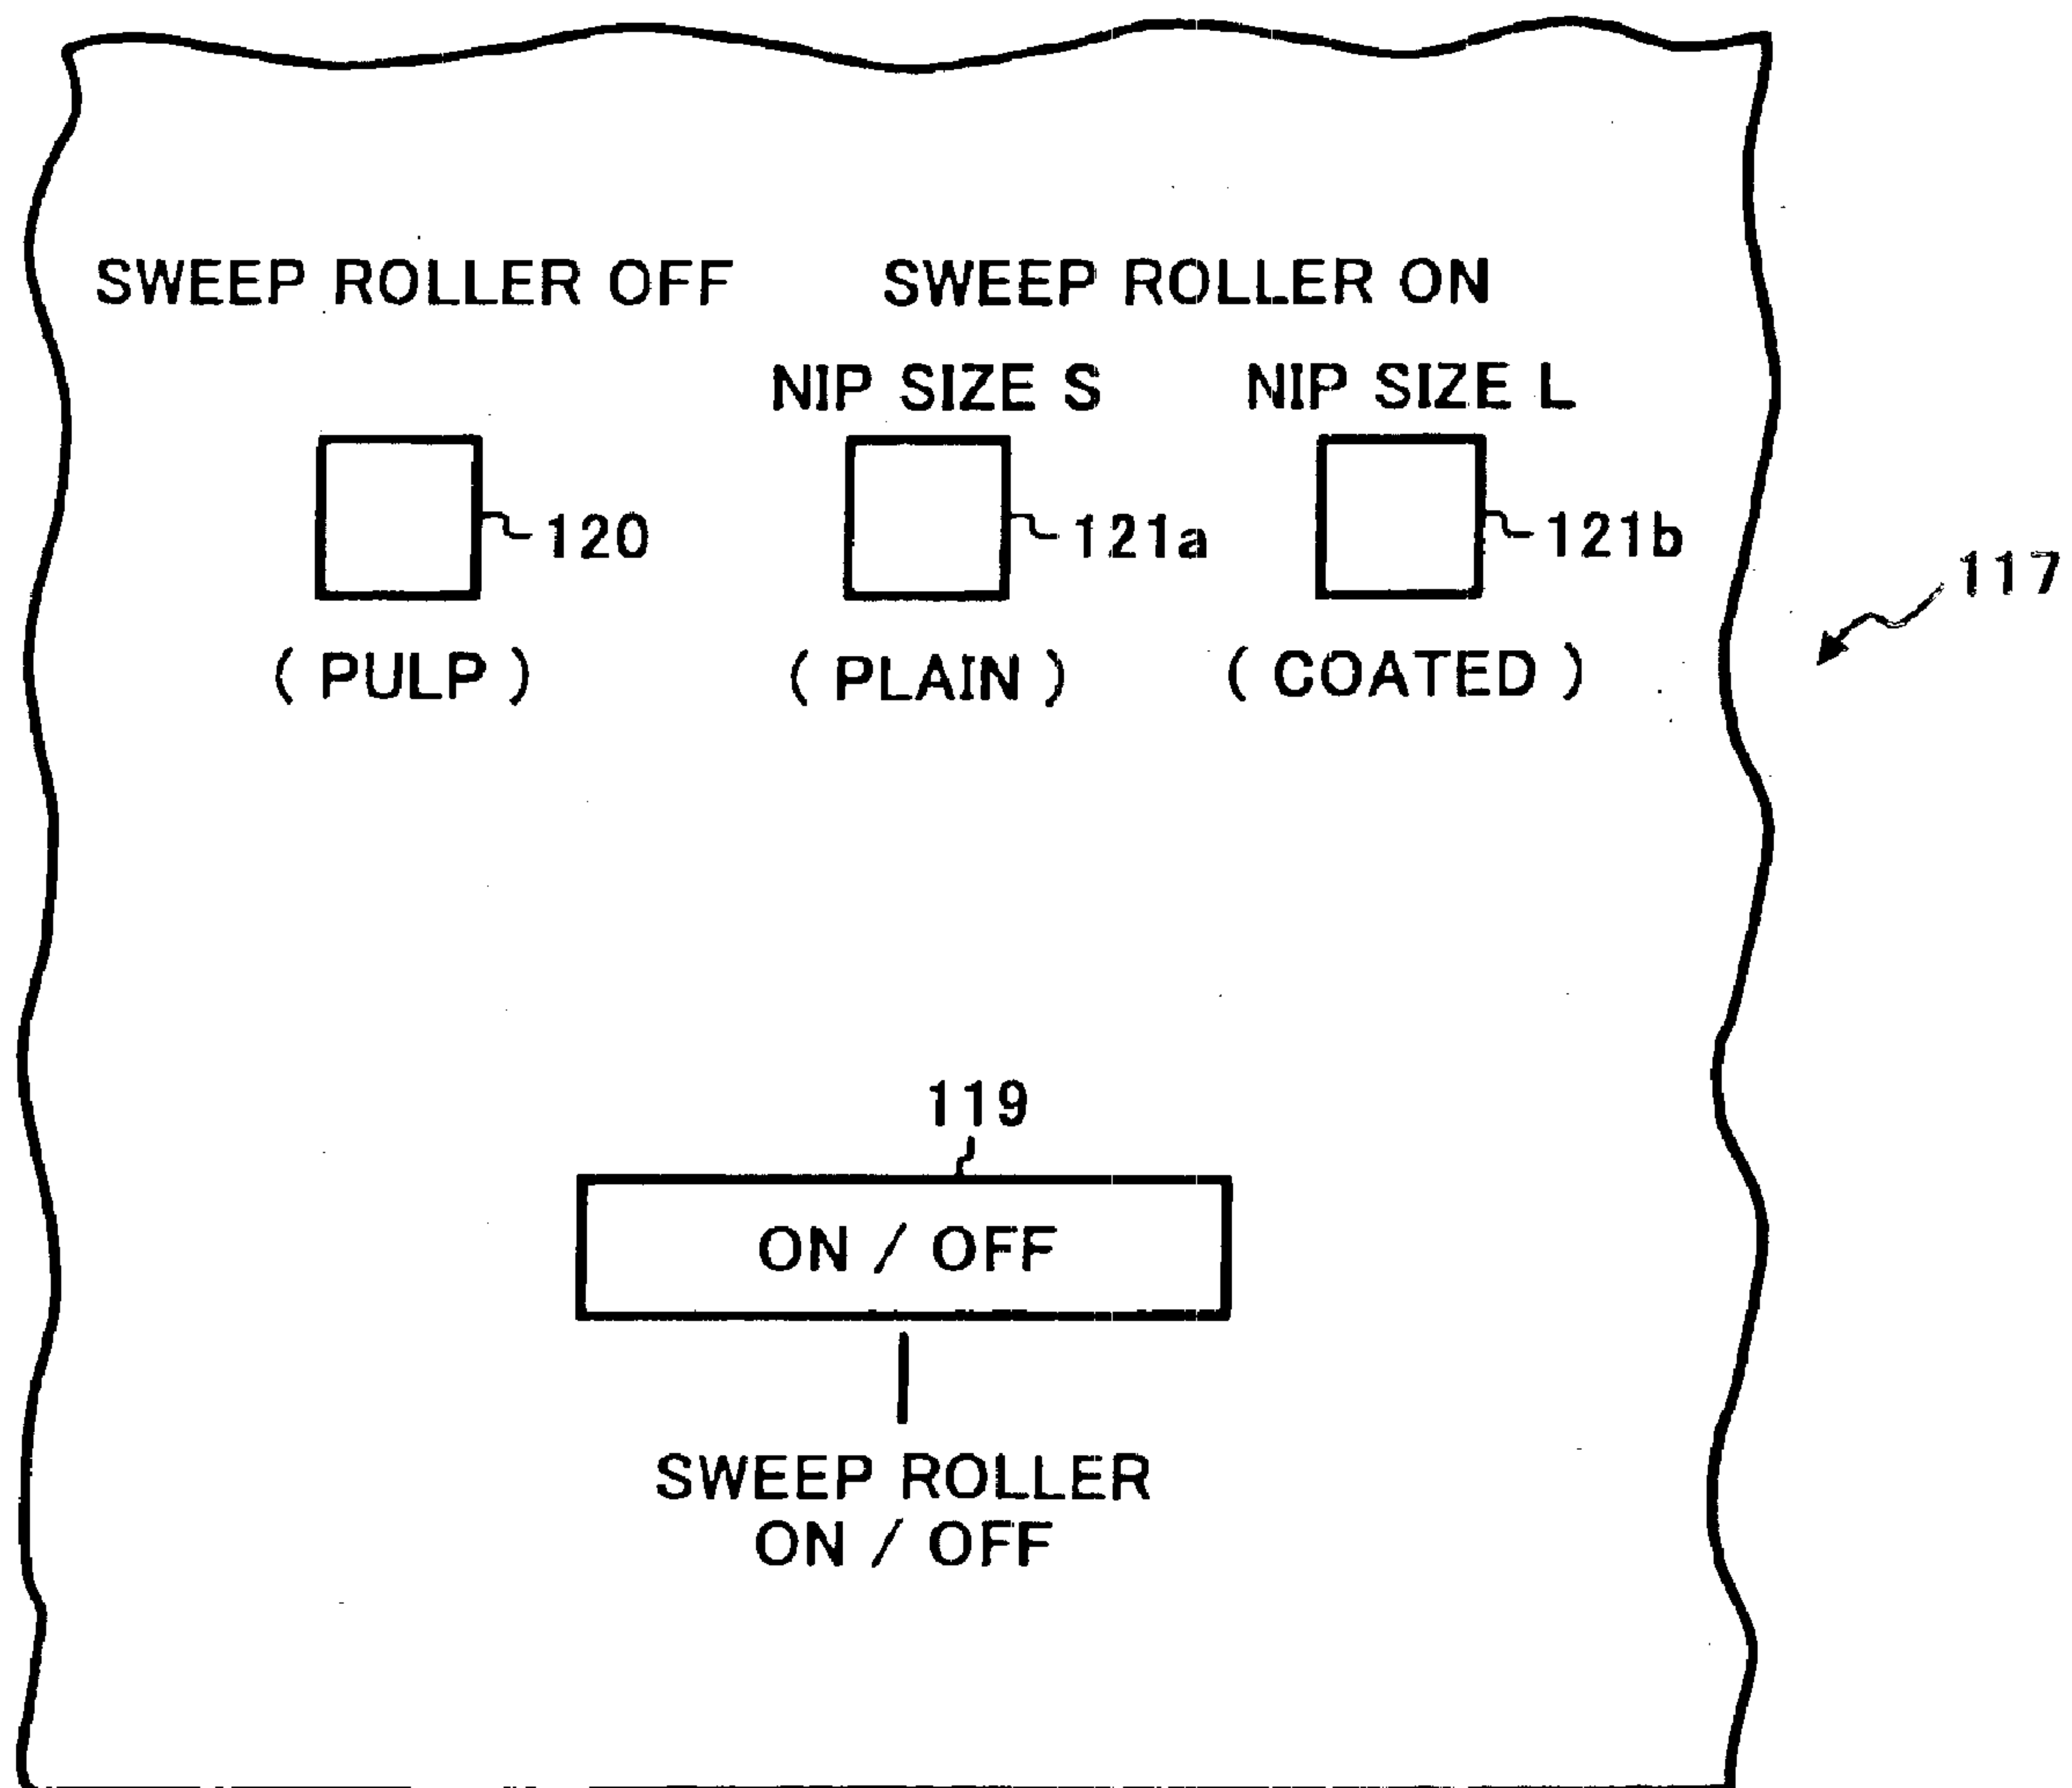 SWEEP ROLLER OFF
SWEEP ROLLER ON
NIP SIZE S
NIP SIZE L
120
121a
121b
117
( PULP )
( PLAIN )
( COATED )
119
ON / OFF
SWEEP ROLLER
ON / OFF